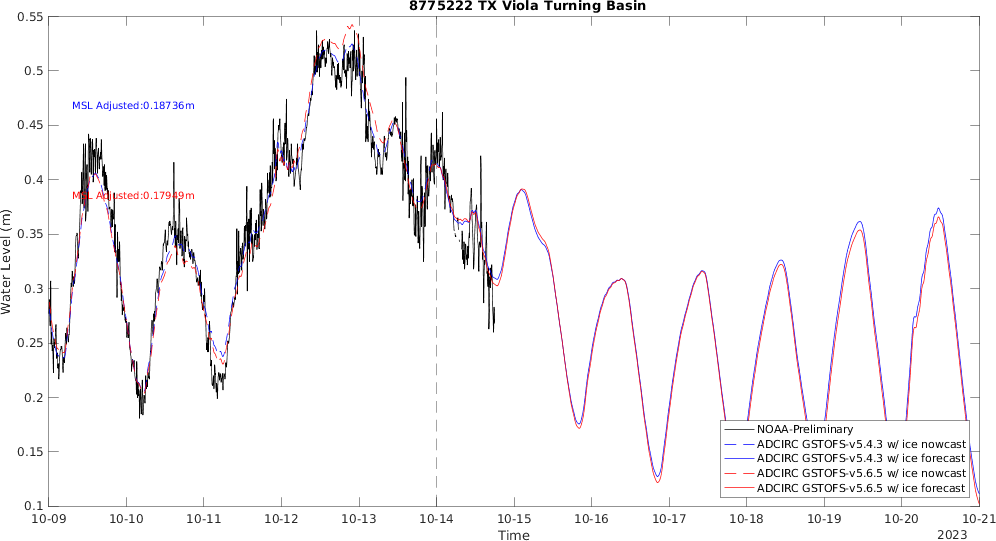 8775222 TX Viola Turning Basin
0.55
0.5
0.45
0.4
0.35
0.3
0.25
0.2
0.15
0.1
Water Level (m)
MSL Adjusted:0.18736m
MSL Adjusted:0.17949m
NOAA-Preliminary
ADCIRC GSTOFS-v5.4.3 w/ ice nowcast
ADCIRC GSTOFS-v5.4.3 w/ ice forecast
ADCIRC GSTOFS-v5.6.5 w/ ice nowcast
ADCIRC GSTOFS-v5.6.5 w/ ice forecast
10-09 10-10 10-11 10-12 10-13 10-14 10-15 10-16 10-17 10-18 10-19 10-20 10-21
Time
2023